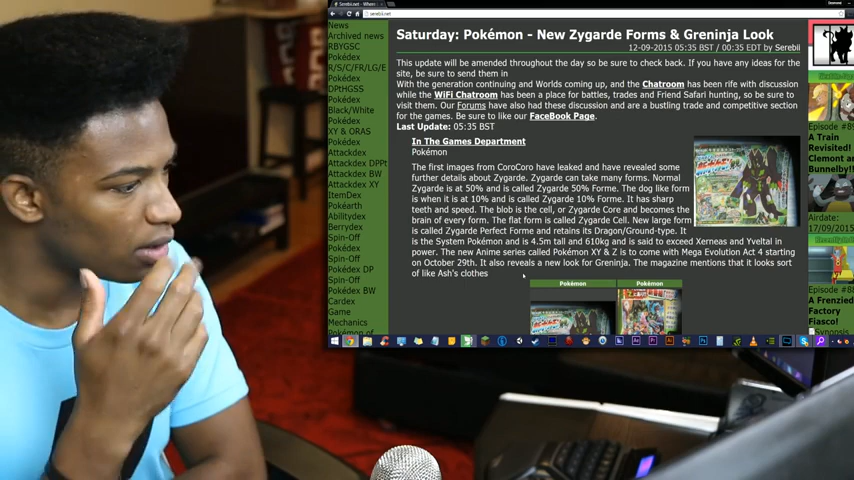 Serebii.net - Where
serebii.net
News
Archived news
RBYGSC
Pokédex
R/S/C/FR/LG/E
Pokédex
DPtHGSS
Pokédex
Black/White
Pokédex
XY & ORAS
Pokédex
Attackdex
Attackdex DPPt
Attackdex BW
Attackdex XY
ItemDex
Pokéarth
Abilitydex
Berrydex
Spin-Off
Pokédex
Spin-Off
Pokédex DP
Spin-Off
Pokédex BW
Cardex
Game
Mechanics
Pokémon of
Saturday: Pokémon - New Zygarde Forms & Greninja Look
12-09-2015 05:35 BST / 00:35 EDT by Serebii
This update will be amended throughout the day so be sure to check back. If you have any ideas for the
site, be sure to send them in
With the generation continuing and Worlds coming up, and the Chatroom has been rife with discussion
while the WiFi Chatroom has been a place for battles, trades and Friend Safari hunting, so be sure to
visit them. Our Forums have also had these discussion and are a bustling trade and competitive section
for the games. Be sure to like our FaceBook Page.
Last Update: 05:35 BST
In The Games Department
Pokémon
The first images from CoroCoro have leaked and have revealed some
further details about Zygarde. Zygarde can take many forms. Normal
Zygarde is at 50% and is called Zygarde 50% Forme. The dog like form
is when it is at 10% and is called Zygarde 10% Forme. It has sharp
teeth and speed. The blob is the cell, or Zygarde Core and becomes the
brain of every form. The flat form is called Zygarde Cell. New large form
is called Zygarde Perfect Forme and retains its Dragon/Ground-type. It
is the System Pokémon and is 4.5m tall and 610kg and is said to exceed Xerneas and Yveltal in
power. The new Anime series called Pokémon XY & Z is to come with Mega Evolution Act 4 starting
on October 29th. It also reveals a new look for Greninja. The magazine mentions that it looks sort
of like Ash's clothes
Pokémon Pokémon
Episode #89
A Train
Revisited!
Clemont and
Bunnelby!!
Airdate:
17/09/2015
Episode #8
A Frenzied
Factory
Fiasco!
Synopsis